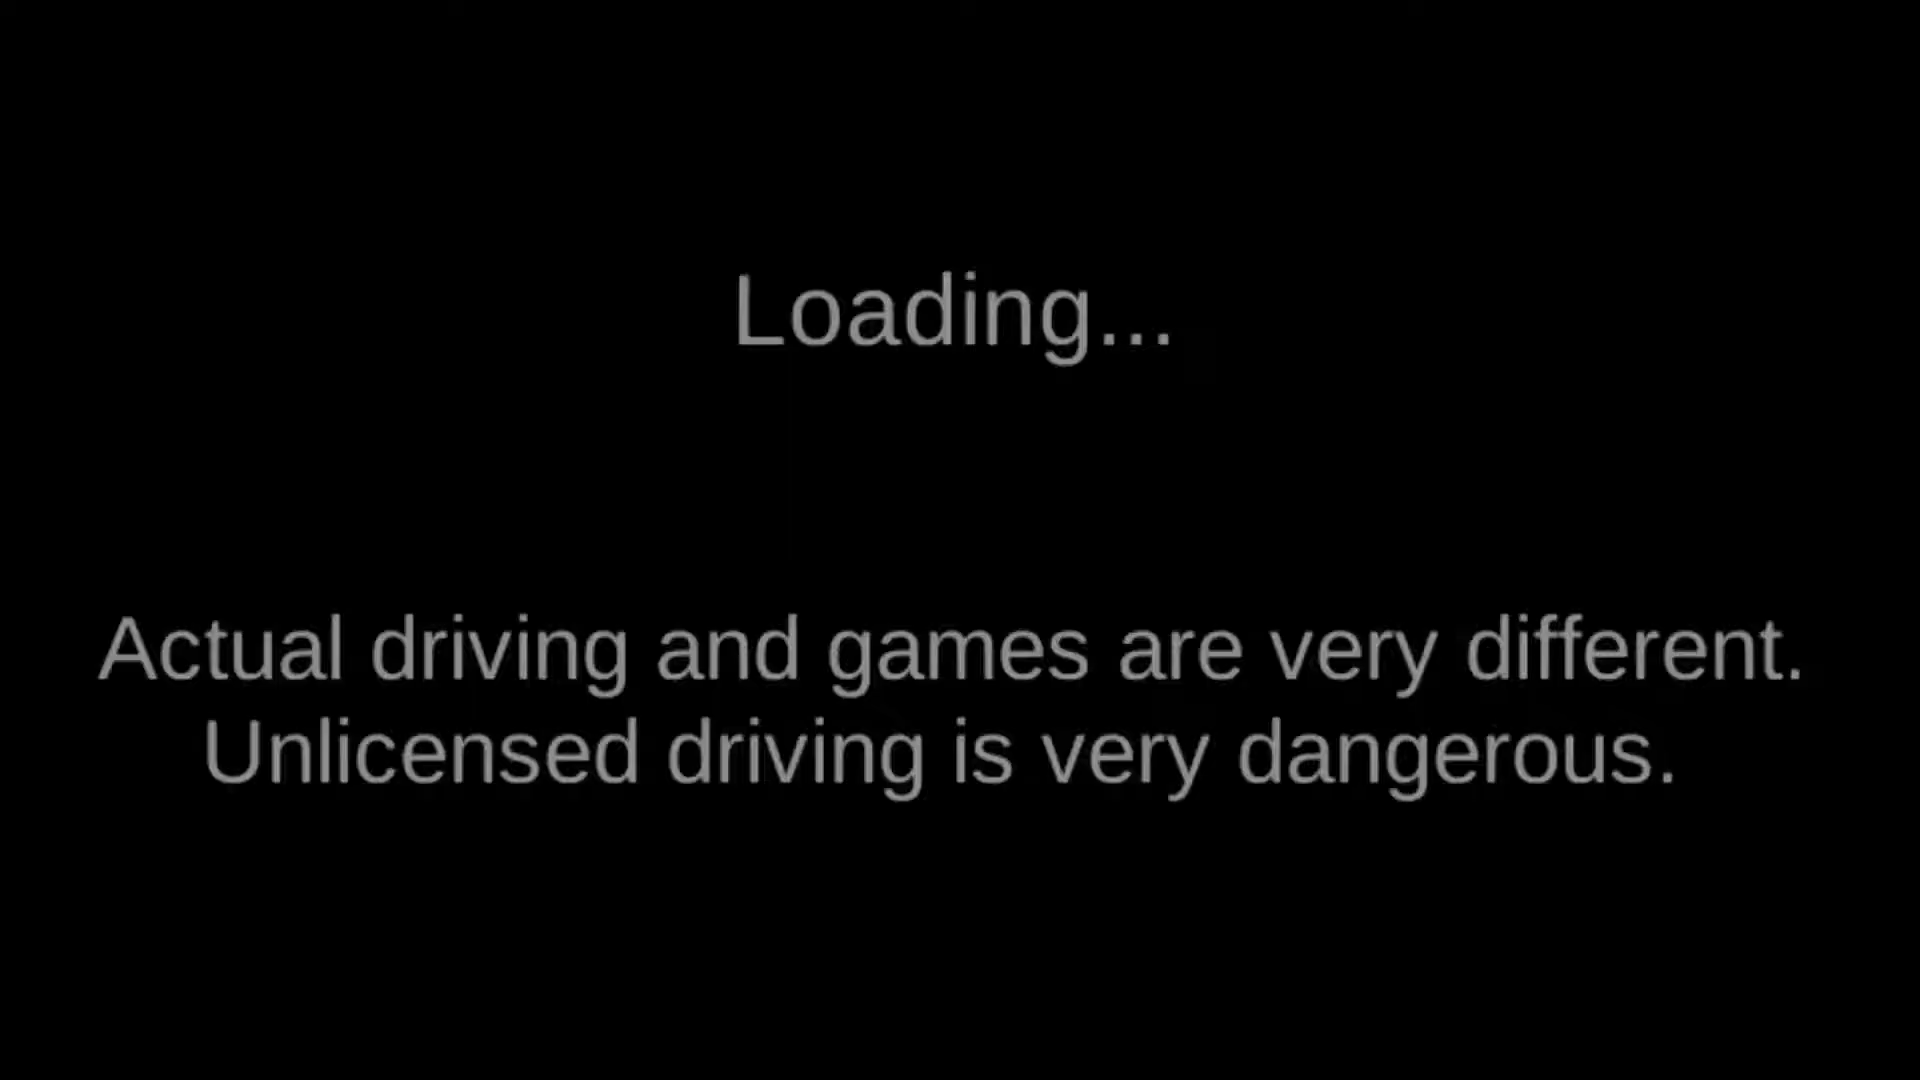 Loading...
Actual driving and games are very different.
Unlicensed driving is very dangerous.